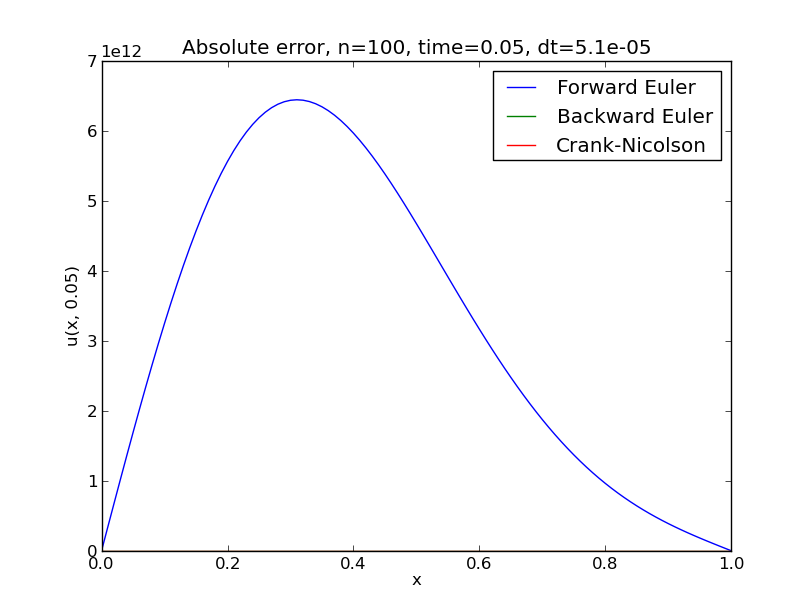 Absolute error, n=100, time=0.05, dt=5.1e-05
1e12
7
6
5
4
3
2
1
0
u(x, 0.05)
Forward Euler
Backward Euler
Crank-Nicolson
0.0 0.2 0.4 0.6 0.8 1.0
x